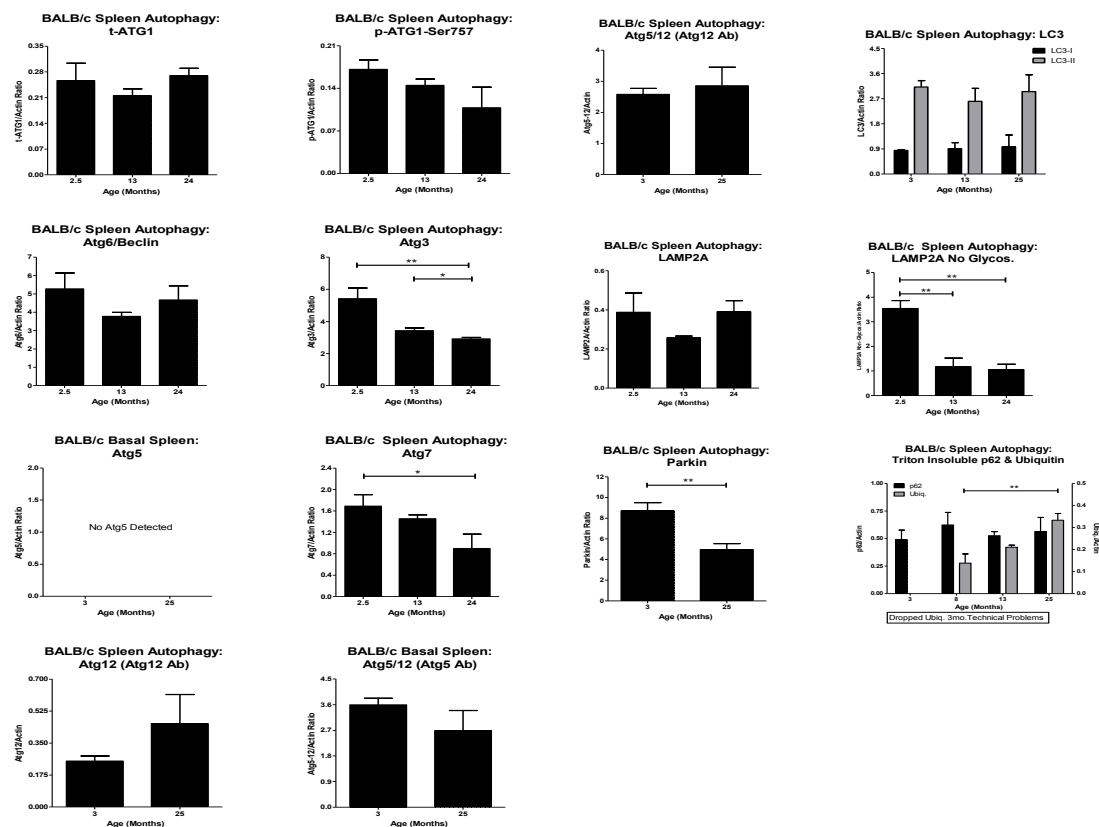 BALB/c Spleen Autophagy:
t-ATG1
t-ATG1/Actin Ratio
0.35
0.28
0.21
0.14
0.07
0.00
2.5 13 24
Age (Months)
BALB/c Spleen Autophagy:
p-ATG1-Ser757
p-ATG1/Actin Ratio
0.21
0.14
0.07
0.00
2.5 13 24
Age (Months)
BALB/c Spleen Autophagy:
Atg5/12 (Atg12 Ab)
Atg5-12/Actin
5
4
3
2
1
0
3 25
Age (Months)
BALB/c Spleen Autophagy: LC3
LC3-I
LC3-II
LC3/Actin Ratio
4.5
3.6
2.7
1.8
0.9
0.0
3 13 25
Age (Months)
BALB/c Spleen Autophagy:
Atg6/Beclin
Atg6/Actin Ratio
7
6
5
4
3
2
1
0
2.5 13 24
Age (Months)
BALB/c Spleen Autophagy:
Atg3
**
*
Atg3/Actin Ratio
8
6
4
2
0
2.5 13 24
Age (Months)
BALB/c Spleen Autophagy:
LAMP2A
LAMP2A/Actin Ratio
0.6
0.4
0.2
0.0
2.5 13 24
Age (Months)
BALB/c Spleen Autophagy:
LAMP2A No Glycos.
**
**
LAMP2A Non-Glycos/Actin Ratio
5
4
3
2
1
0
2.5 13 24
Age (Months)
BALB/c Basal Spleen:
Atg5
Atg5/Actin Ratio
2.0
1.5
1.0
0.5
0.0
No Atg5 Detected
3 25
Age (Months)
BALB/c Spleen Autophagy:
Atg7
*
Atg7/Actin Ratio
2.0
1.6
1.2
0.8
0.4
0.0
2.5 13 24
Age (Months)
BALB/c Spleen Autophagy:
Parkin
**
Parkin/Actin Ratio
12
10
8
6
4
2
0
3 25
Age (Months)
BALB/c Spleen Autophagy:
Triton Insoluble p62 & Ubiquitin
p62
Ubiq.
**
p62/Actin
1.00
0.75
0.50
0.25
0.00
Ubiq./Actin
0.5
0.4
0.3
0.2
0.1
0.0
3 8 13 25
Age (Months)
Dropped Ubiq. 3mo.Technical Problems
BALB/c Spleen Autophagy:
Atg12 (Atg12 Ab)
Atg12/Actin
0.700
0.525
0.350
0.175
0.000
3 25
Age (Months)
BALB/c Basal Spleen:
Atg5/12 (Atg5 Ab)
Atg5-12/Actin Ratio
4.5
3.6
2.7
1.8
0.9
0.0
3 25
Age (Months)